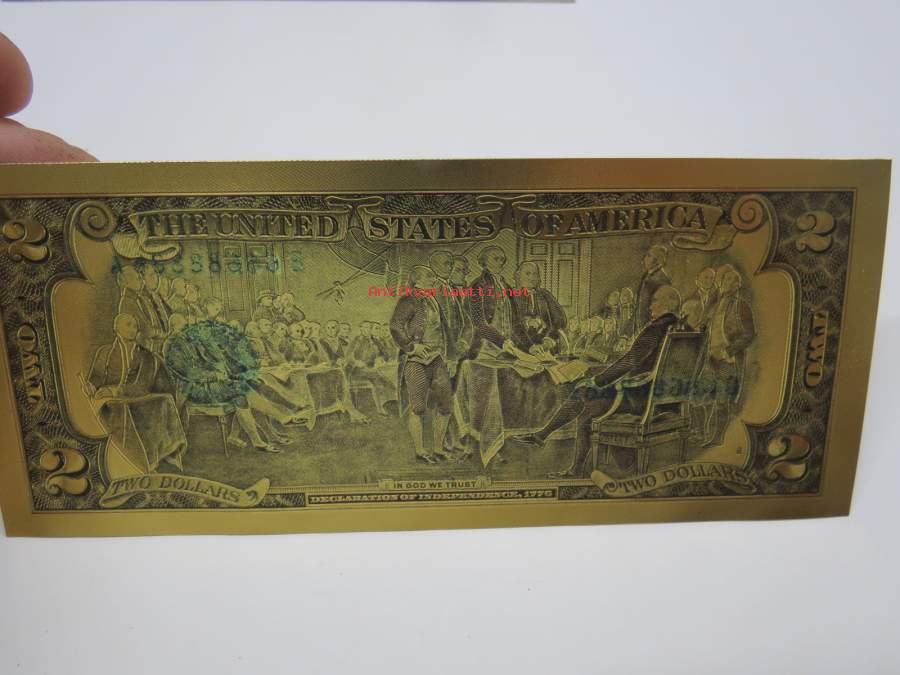 THE UNITED STATES OF AMERICA
2
2
Antikvariaatti.net
TWO
TWO
2
2
TWO DOLLARS
TWO DOLLARS
IN GOD WE TRUST
DECLARATION OF INDEPENDENCE, 1776